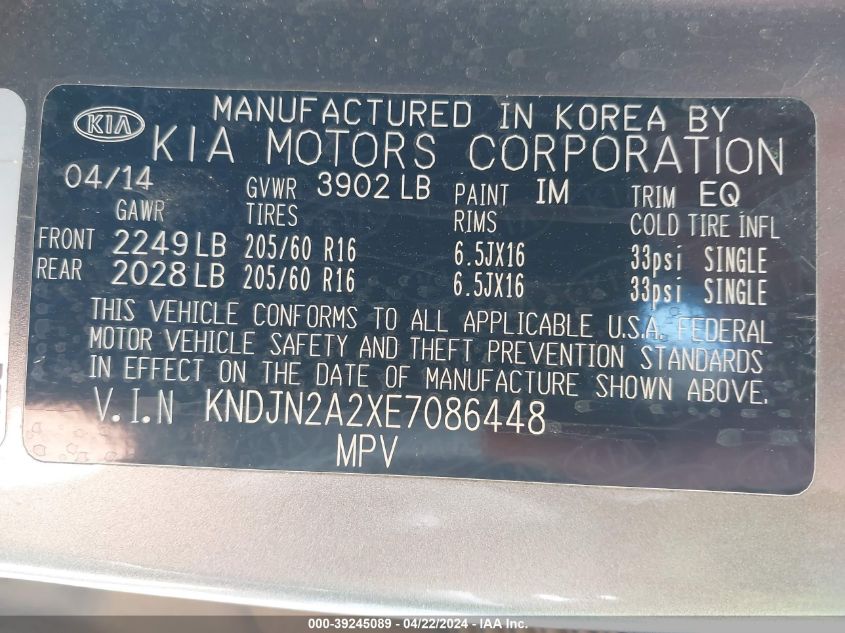 KIA
MANUFACTURED IN KOREA BY
KIA MOTORS CORPORATION
04/14 GVWR 3902 LB PAINT IM TRIM EQ
GAWR TIRES RIMS COLD TIRE INFL
FRONT 2249 LB 205/60 R16 6.5JX16 33psi SINGLE
REAR 2028 LB 205/60 R16 6.5JX16 33psi SINGLE
THIS VEHICLE CONFORMS TO ALL APPLICABLE U.S.A. FEDERAL
MOTOR VEHICLE SAFETY AND THEFT PREVENTION STANDARDS
IN EFFECT ON THE DATE OF MANUFACTURE SHOWN ABOVE.
V.I.N KNDJN2A2XE7086448
MPV
000-39245089 - 04/22/2024 - IAA Inc.